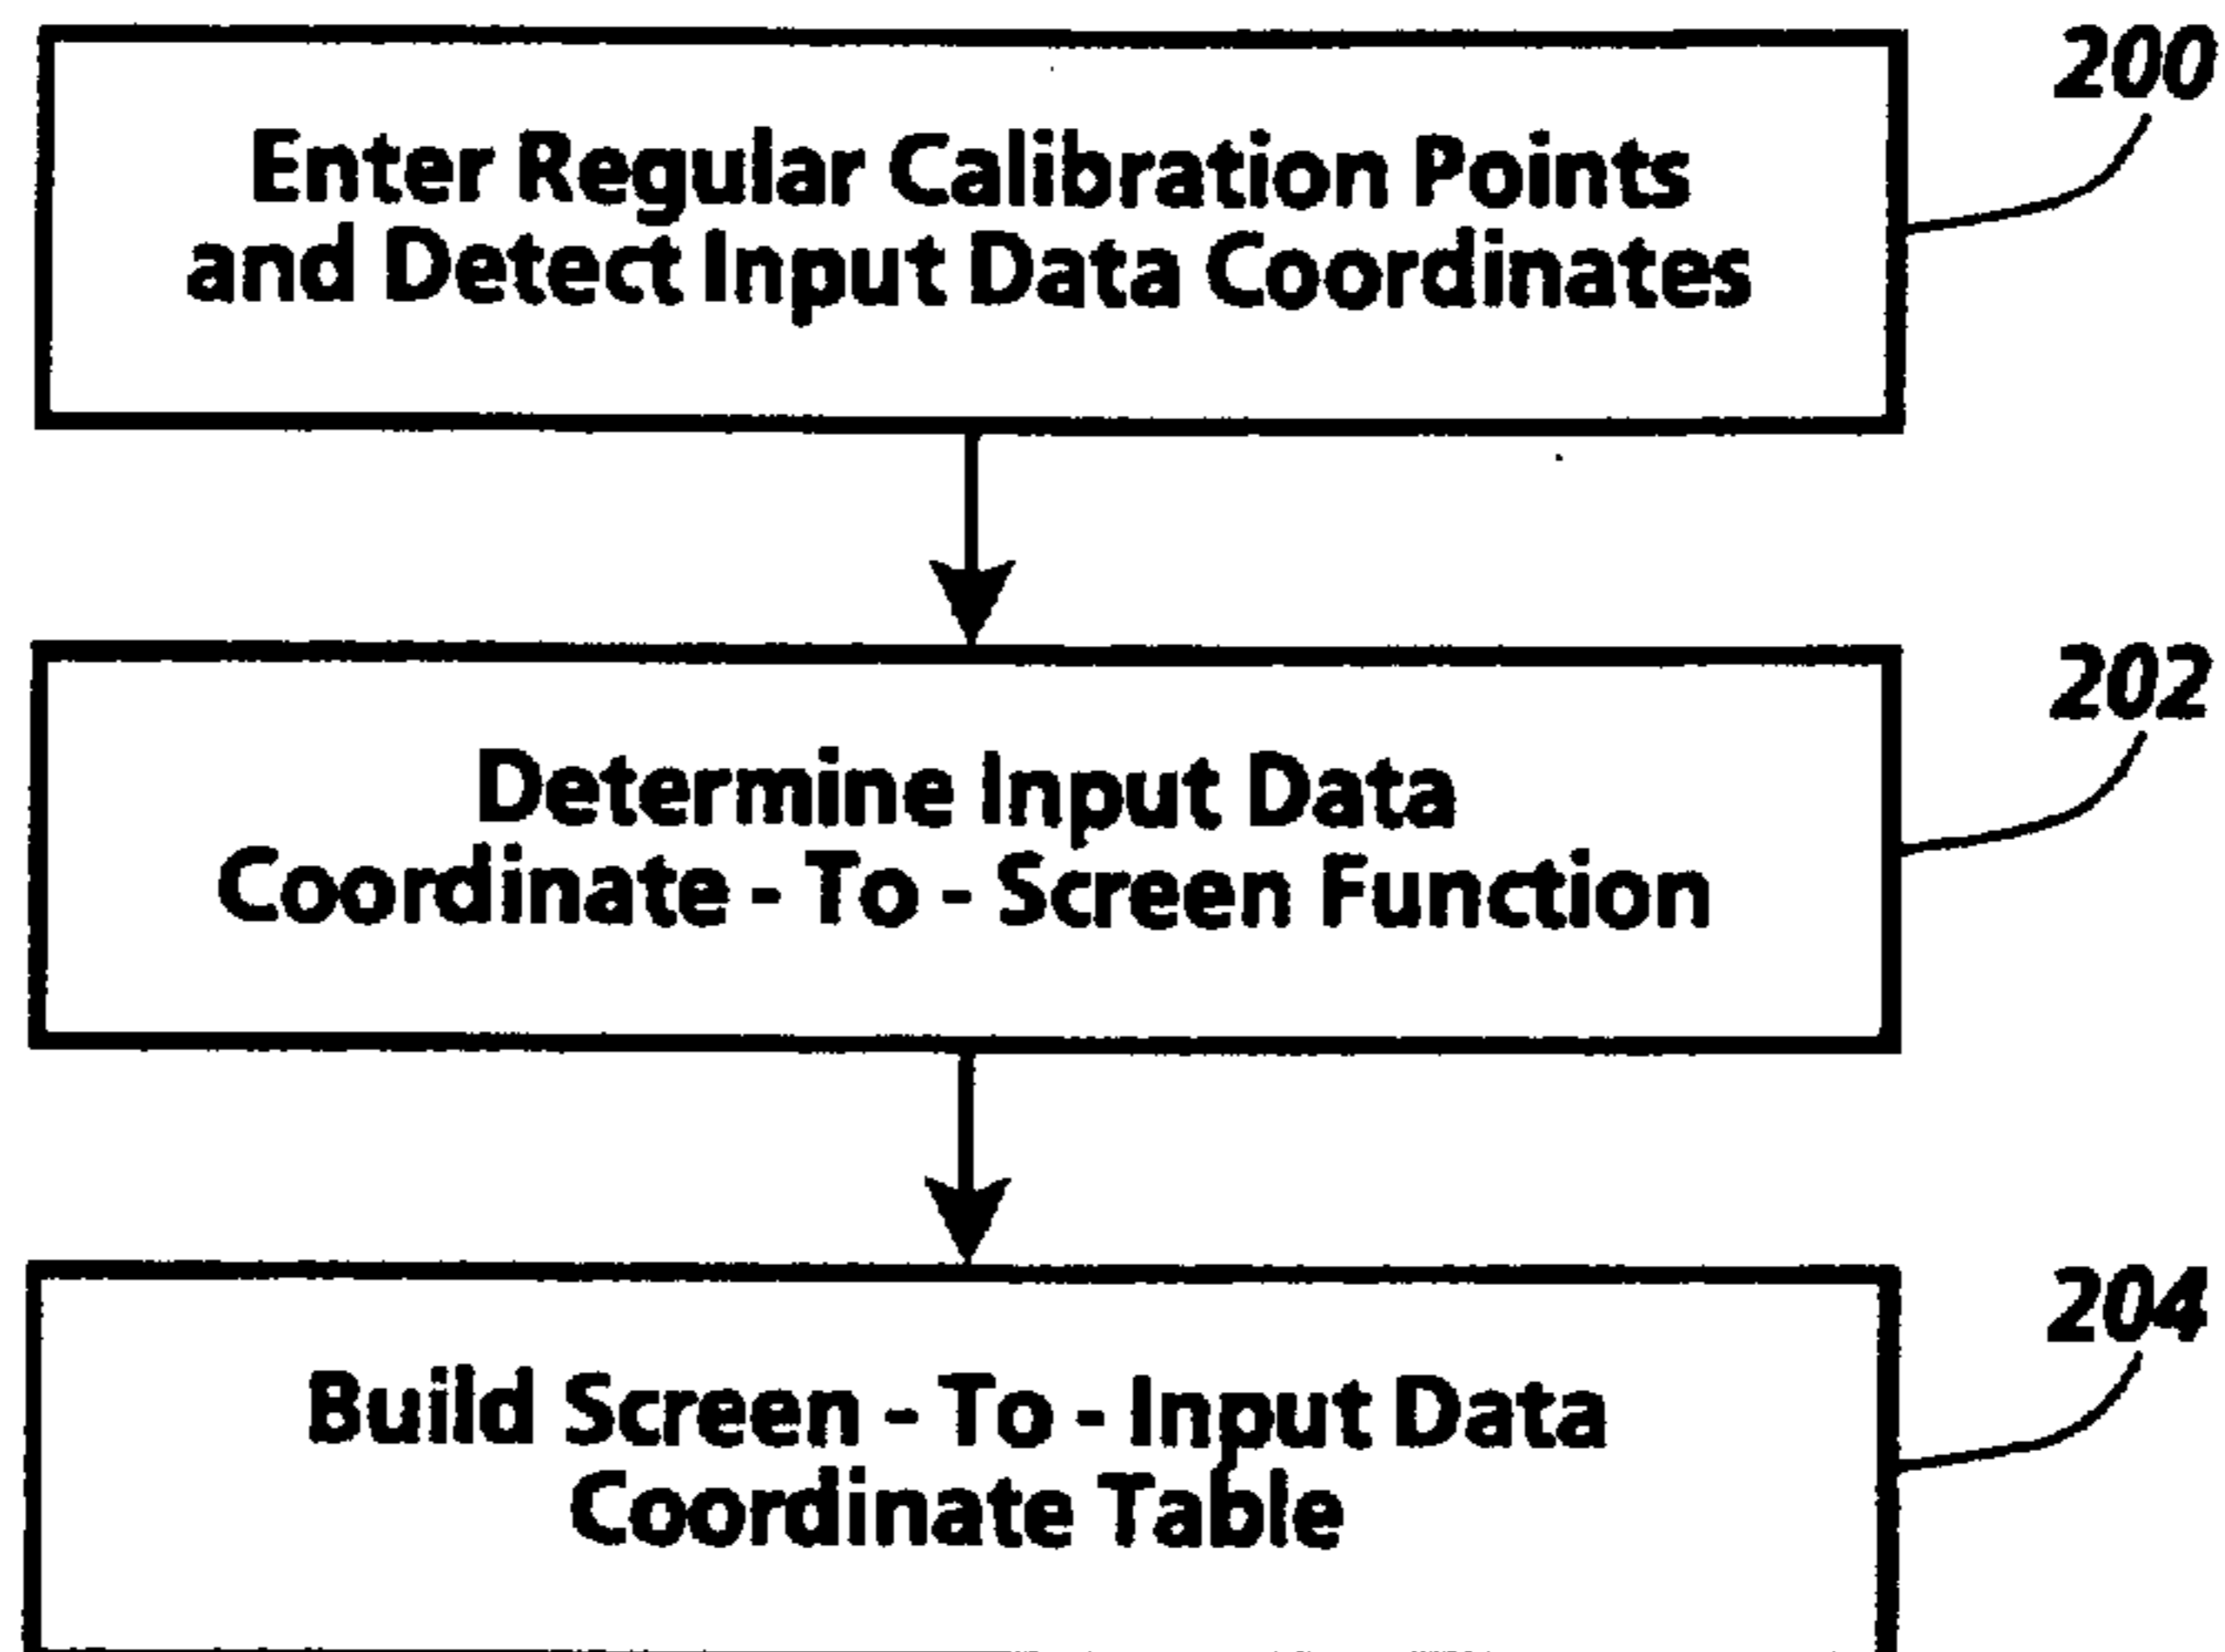 200
Enter Regular Calibration Points
and Detect Input Data Coordinates
202
Determine Input Data
Coordinate - To - Screen Function
204
Build Screen - To - Input Data
Coordinate Table